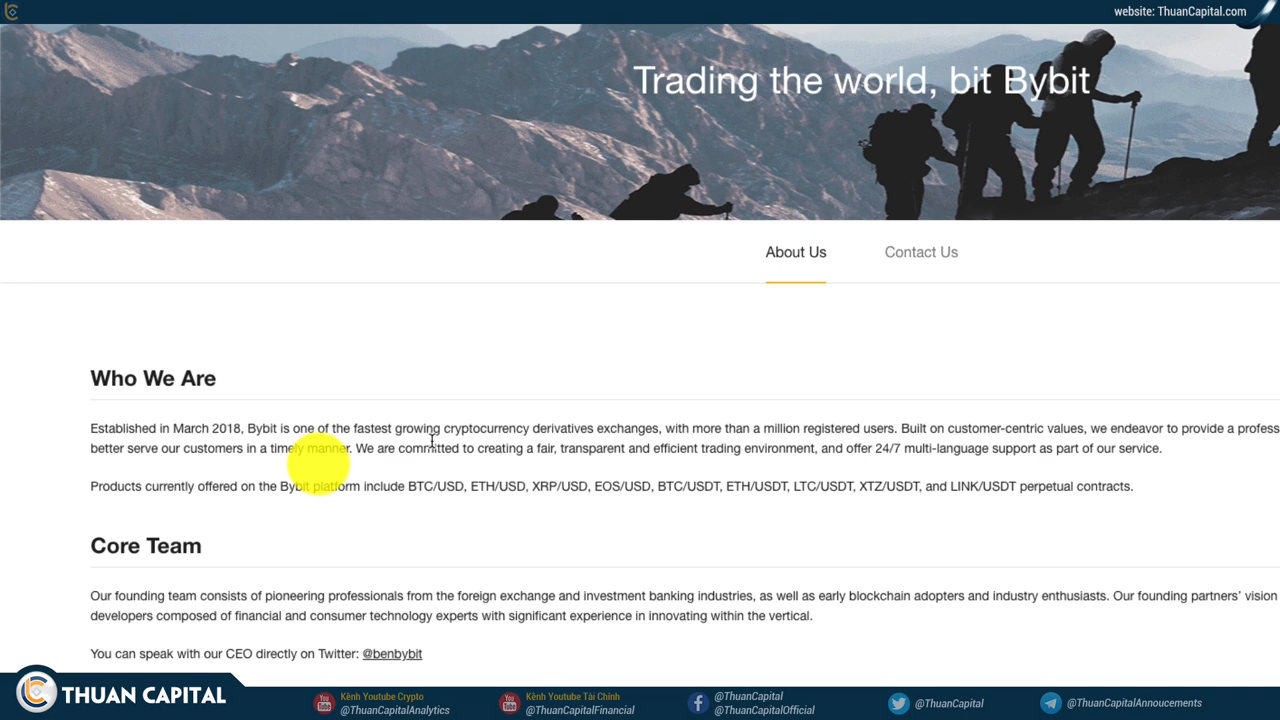 website: ThuanCapital.com
Trading the world, bit Bybit
About Us
Contact Us
Who We Are
Established in March 2018, Bybit is one of the fastest growing cryptocurrency derivatives exchanges, with more than a million registered users. Built on customer-centric values, we endeavor to provide a profess
better serve our customers in a timely manner. We are committed to creating a fair, transparent and efficient trading environment, and offer 24/7 multi-language support as part of our service.
Products currently offered on the Bybit platform include BTC/USD, ETH/USD, XRP/USD, EOS/USD, BTC/USDT, ETH/USDT, LTC/USDT, XTZ/USDT, and LINK/USDT perpetual contracts.
Core Team
Our founding team consists of pioneering professionals from the foreign exchange and investment banking industries, as well as early blockchain adopters and industry enthusiasts. Our founding partners' vision
developers composed of financial and consumer technology experts with significant experience in innovating within the vertical.
You can speak with our CEO directly on Twitter: @benbybit
THUAN CAPITAL
Kênh Youtube Crypto
@ThuanCapitalAnalytics
Kênh Youtube Tài Chính
@ThuanCapitalFinancial
@ThuanCapital
@ThuanCapitalOfficial
@ThuanCapital
@ThuanCapitalAnnoucements